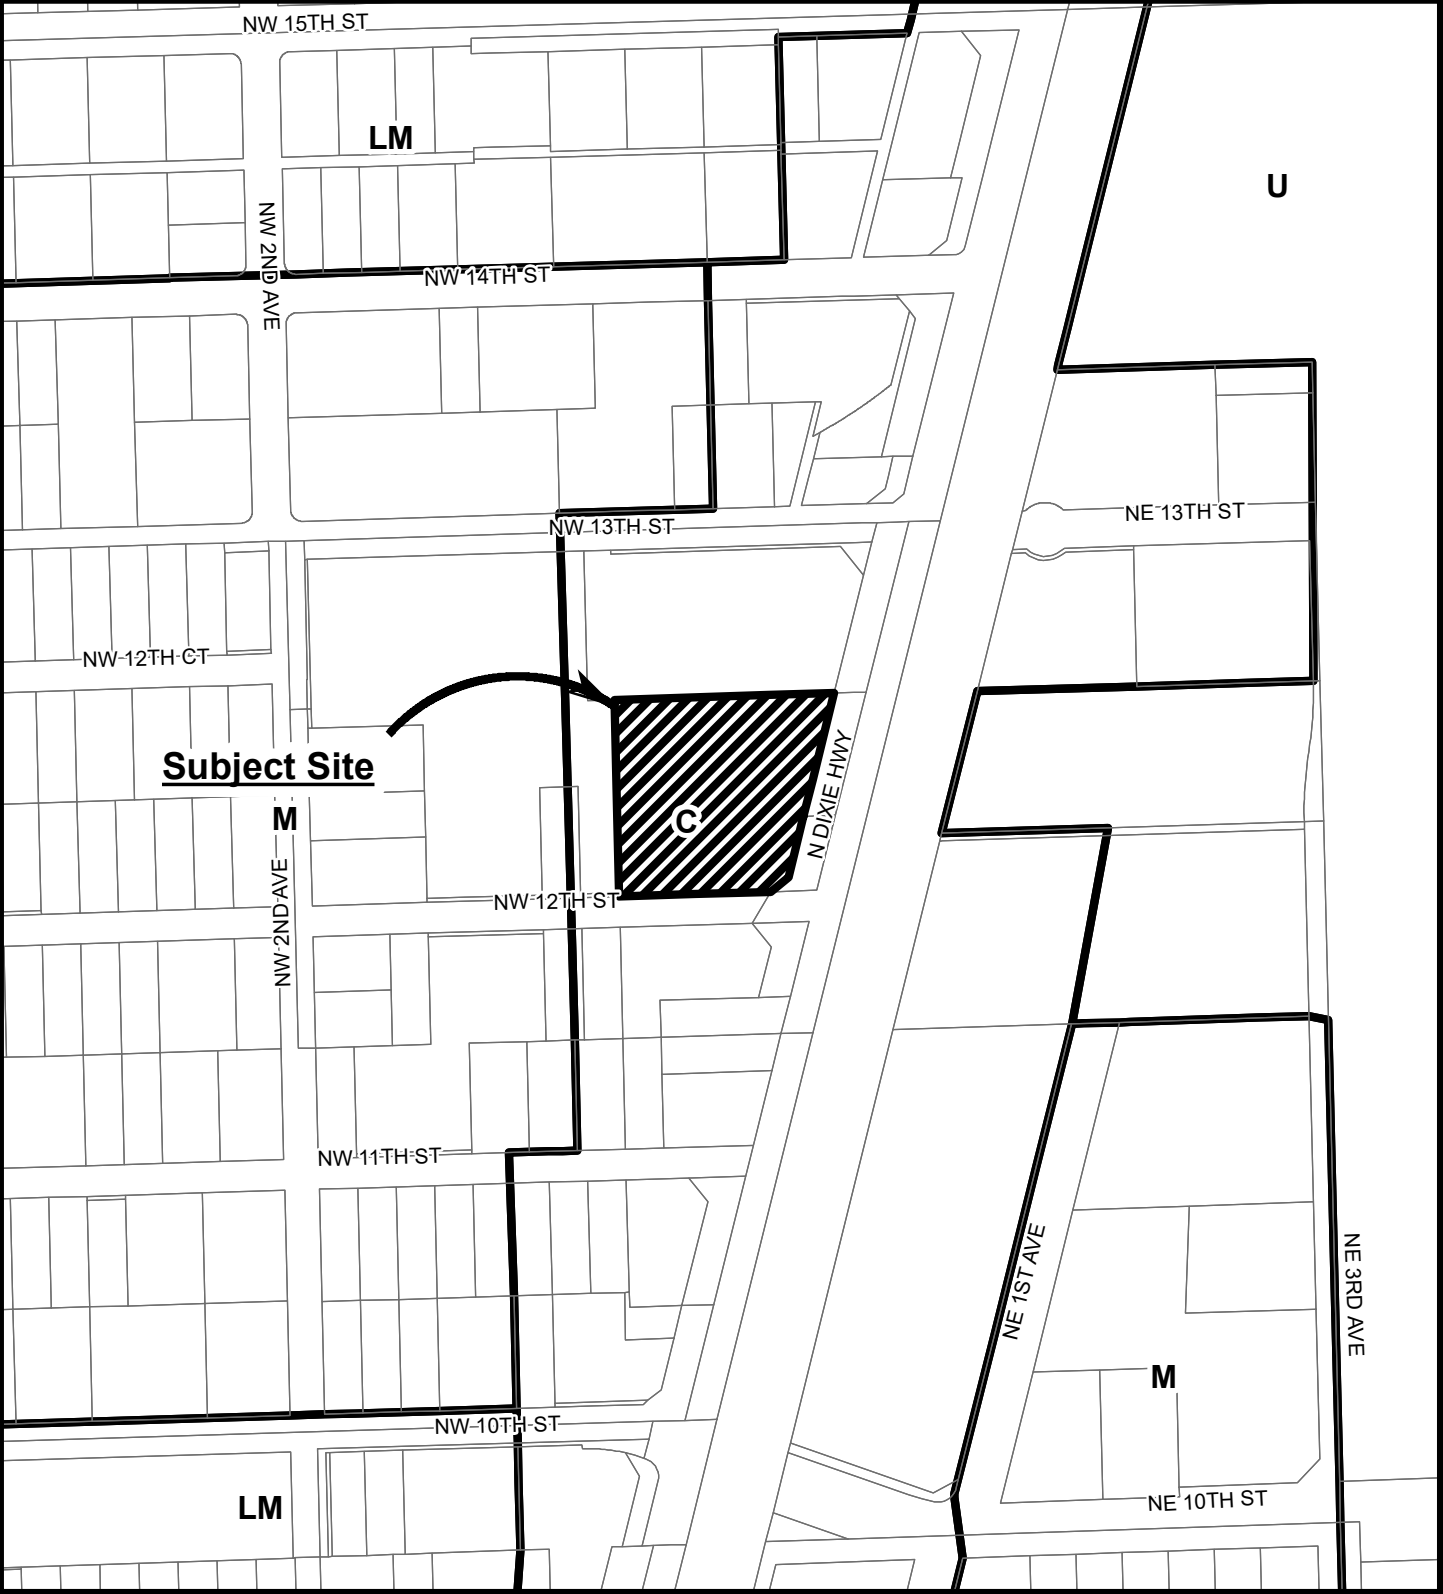 NW 15TH ST
LM
U
NW 2ND AVE
NW 14TH ST
NE 13TH ST
NW 13TH ST
NW 12TH CT
Subject Site
N DIXIE HWY
M
C
NW 2ND AVE
NW 12TH ST
NW 11TH ST
NE 1ST AVE
NE 3RD AVE
M
NW 10TH ST
NE 10TH ST
LM